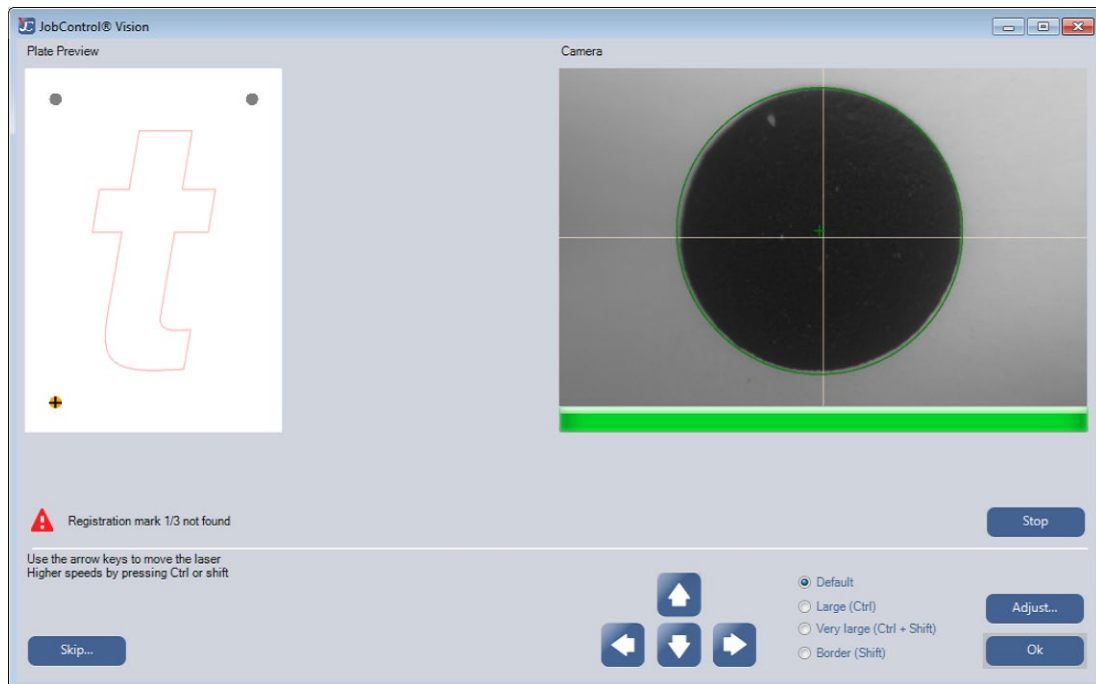 JobControl® Vision
Plate Preview
Camera
t
Registration mark 1/3 not found
Stop
Use the arrow keys to move the laser
Higher speeds by pressing Ctrl or shift
Default
Large (Ctrl)
Very large (Ctrl + Shift)
Border (Shift)
Adjust...
Skip...
Ok